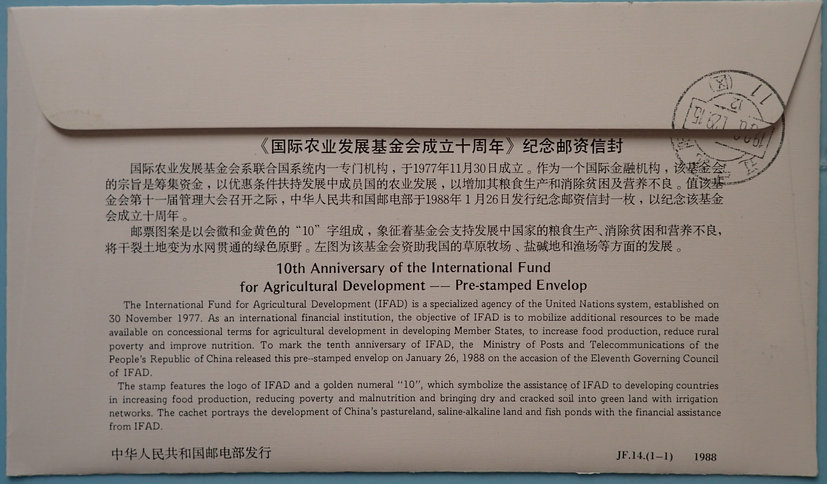 《国际农业发展基金会成立十周年》纪念邮资信封
国际农业发展基金会系联合国系统内一专门机构，于1977年11月30日成立。作为一个国际金融机构，该基金会
的宗旨是筹集资金，以优惠条件扶持发展中成员国的农业发展，以增加其粮食生产和消除贫困及营养不良。值该基
金会第十一届管理大会召开之际，中华人民共和国邮电部于1988年1月26日发行纪念邮资信封一枚，以纪念该基金
会成立十周年。
邮票图案是以会徽和金黄色的“10”字组成，象征着基金会支持发展中国家的粮食生产、消除贫困和营养不良，
将干裂土地变为水网贯通的绿色原野。左图为该基金会资助我国的草原牧场、盐碱地和渔场等方面的发展。
10th Anniversary of the International Fund
for Agricultural Development —— Pre-stamped Envelop
The International Fund for Agricultural Development (IFAD) is a specialized agency of the United Nations system, established on
30 November 1977. As an international financial institution, the objective of IFAD is to mobilize additional resources to be made
available on concessional terms for agricultural development in developing Member States, to increase food production, reduce rural
poverty and improve nutrition. To mark the tenth anniversary of IFAD, the Ministry of Posts and Telecommunications of the
People's Republic of China released this pre--stamped envelop on January 26, 1988 on the accasion of the Eleventh Governing Council
of IFAD.
The stamp features the logo of IFAD and a golden numeral "10", which symbolize the assistance of IFAD to developing countries
in increasing food production, reducing poverty and malnutrition and bringing dry and cracked soil into green land with irrigation
networks. The cachet portrays the development of China's pastureland, saline-alkaline land and fish ponds with the financial assistance
from IFAD.
中华人民共和国邮电部发行
JF.14.(1-1) 1988
11